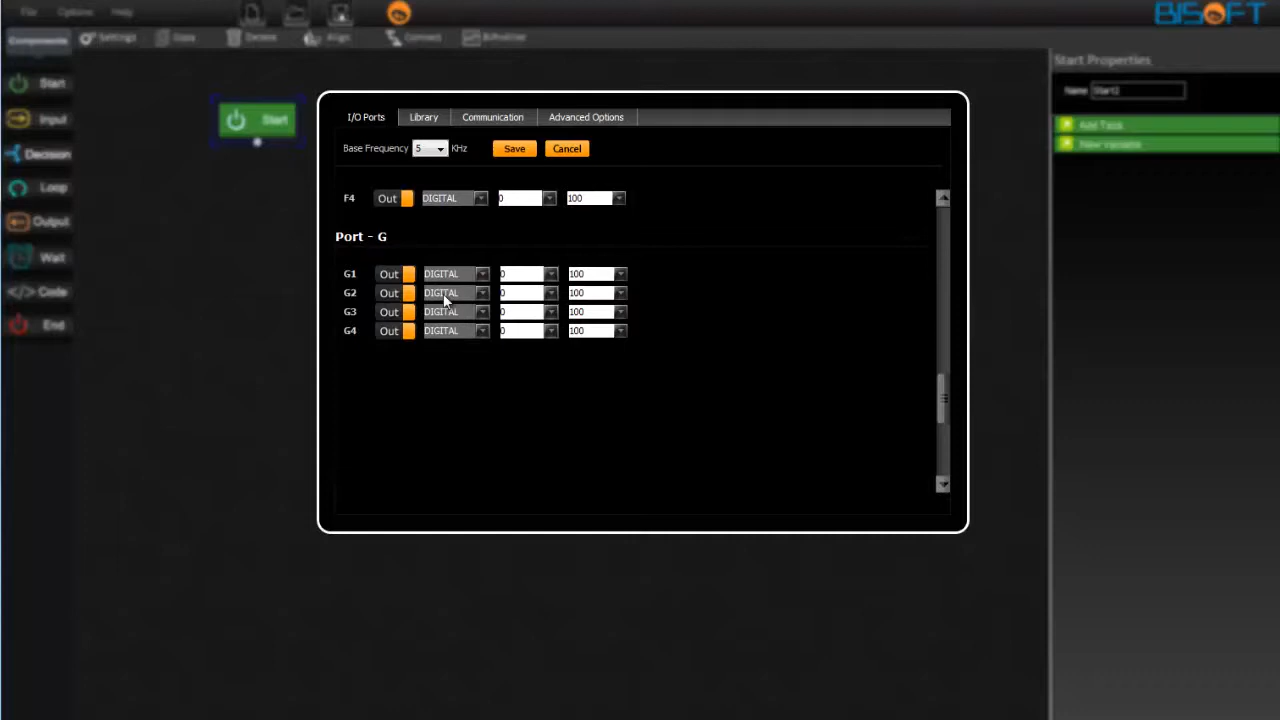 File Options Help
BISOFT
Components
Settings
Copy
Delete
Align
Connect
Start Properties
Start
Input
Decision
Loop
Output
Wait
</> Code
End
Start
Name Start2
Add Task
New variable
I/O Ports Library Communication Advanced Options
Base Frequency 5 KHz Save Cancel
F4 Out DIGITAL 0 100
Port - G
G1 Out DIGITAL 0 100
G2 Out DIGITAL 0 100
G3 Out DIGITAL 0 100
G4 Out DIGITAL 0 100